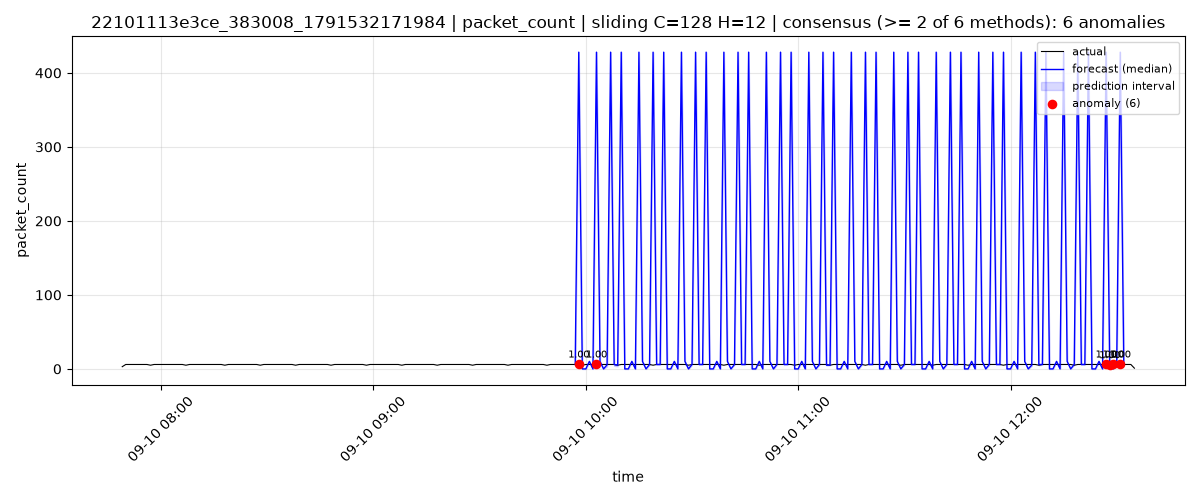 22101113e3ce_383008_1791532171984 | packet_count | sliding C=128 H=12 | consensus (>= 2 of 6 methods): 6 anomalies
actual
forecast (median)
prediction interval
anomaly (6)
packet_count
400
300
200
100
0
1.00
1.00
09-10 08:00
09-10 09:00
09-10 10:00
09-10 11:00
09-10 12:00
time